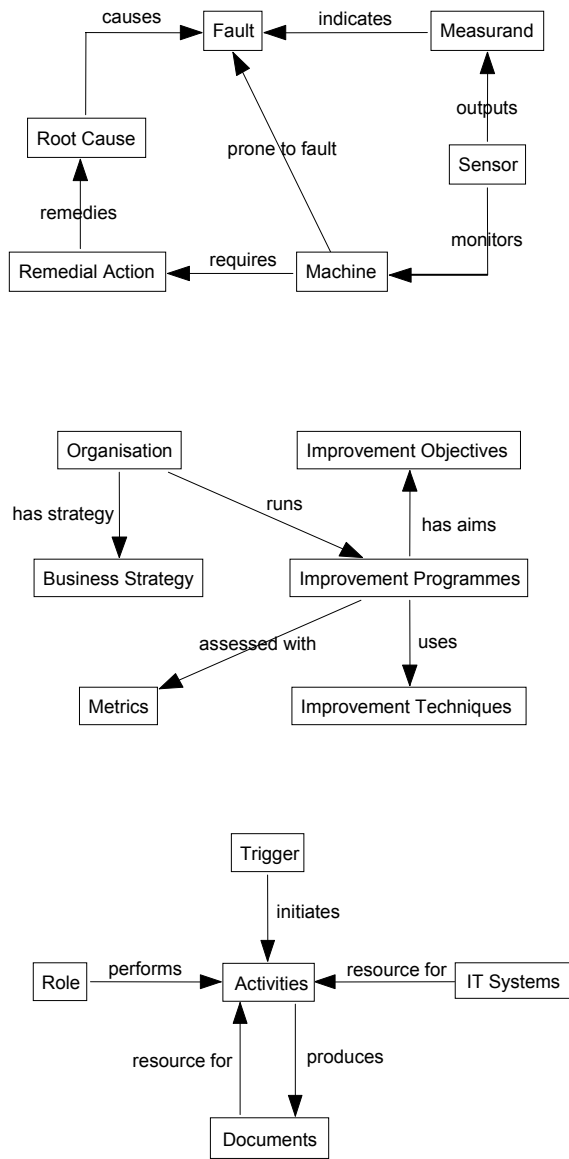 causes
Fault
indicates
Measurand
outputs
Root Cause
prone to fault
Sensor
remedies
monitors
Remedial Action
requires
Machine
Organisation
Improvement Objectives
runs
has strategy
has aims
Business Strategy
Improvement Programmes
assessed with
uses
Metrics
Improvement Techniques
Trigger
initiates
performs
resource for
Role
Activities
IT Systems
resource for
produces
Documents